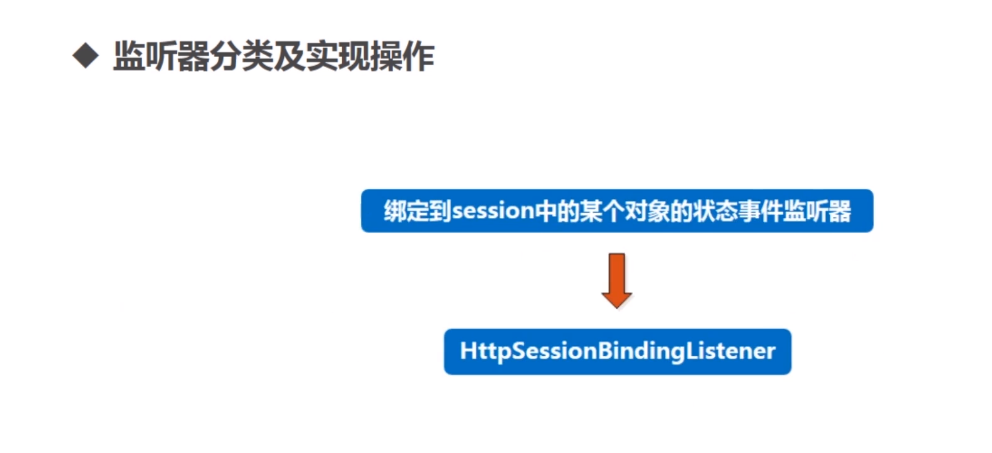 ◆ 监听器分类及实现操作
绑定到session中的某个对象的状态事件监听器
HttpSessionBindingListener